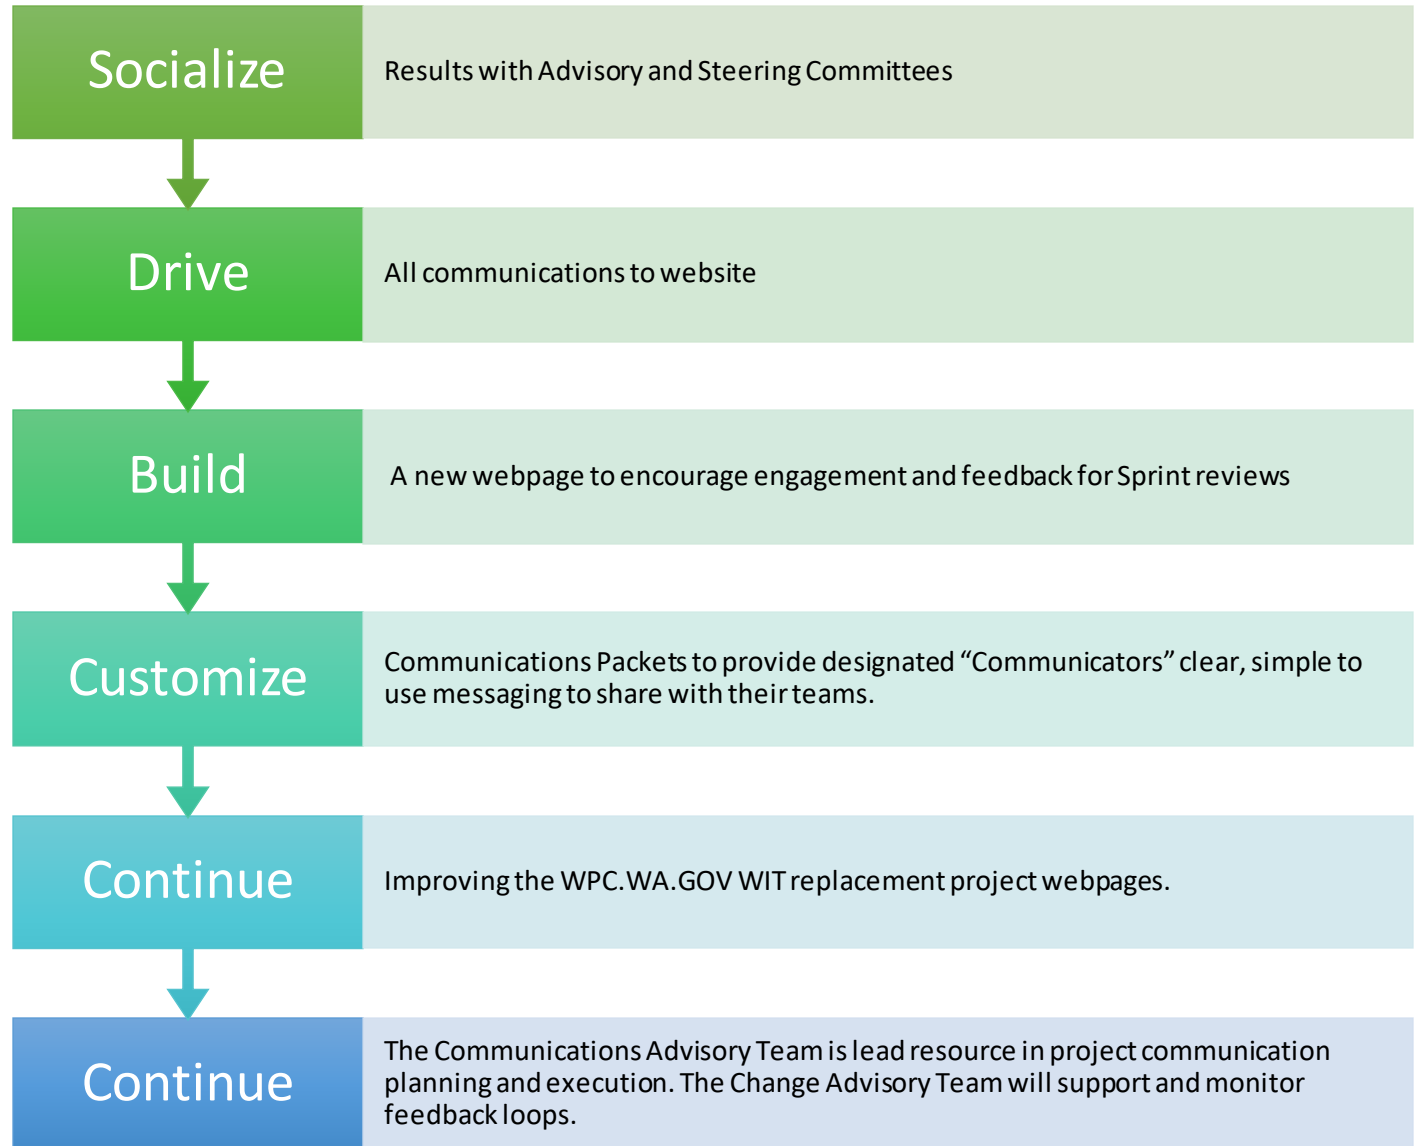 Socialize
Results with Advisory and Steering Committees
Drive
All communications to website
Build
A new webpage to encourage engagement and feedback for Sprint reviews
Customize
Communications Packets to provide designated “Communicators” clear, simple to
use messaging to share with their teams.
Continue
Improving the WPC.WA.GOV WIT replacement project webpages.
Continue
The Communications Advisory Team is lead resource in project communication
planning and execution. The Change Advisory Team will support and monitor
feedback loops.